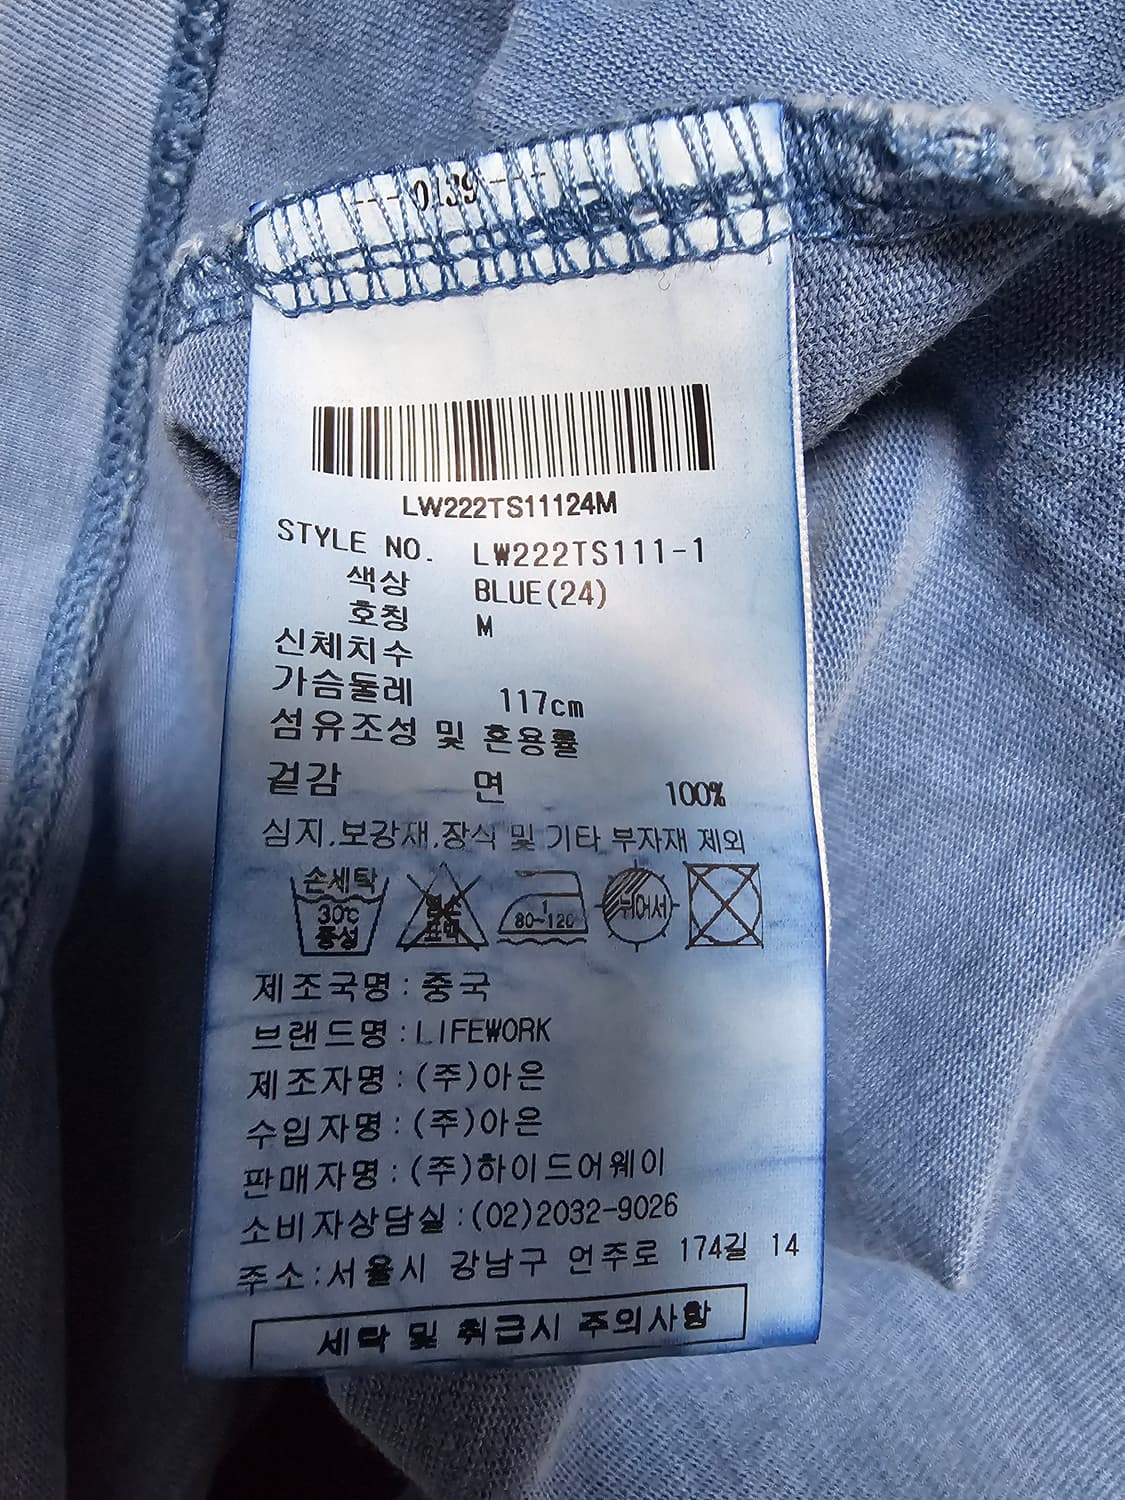 ---0139---
LW222TS11124M
STYLE NO. LW222TS111-1
색상 BLUE(24)
호칭 M
신체치수
가슴둘레 117cm
섬유조성 및 혼용률
겉감 면 100%
심지.보강재.장식 및 기타 부자재 제외
손세탁
30℃
중성
염소
표백
1
80~120
뉘어서
제조국명:중국
브랜드명:LIFEWORK
제조자명:(주)아은
수입자명:(주)아은
판매자명:(주)하이드어웨이
소비자상담실:(02)2032-9026
주소:서울시 강남구 언주로 174길 14
세탁 및 취급시 주의사항